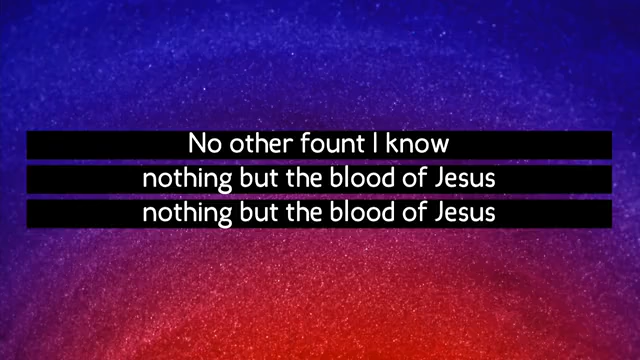 No other fount I know
nothing but the blood of Jesus
nothing but the blood of Jesus